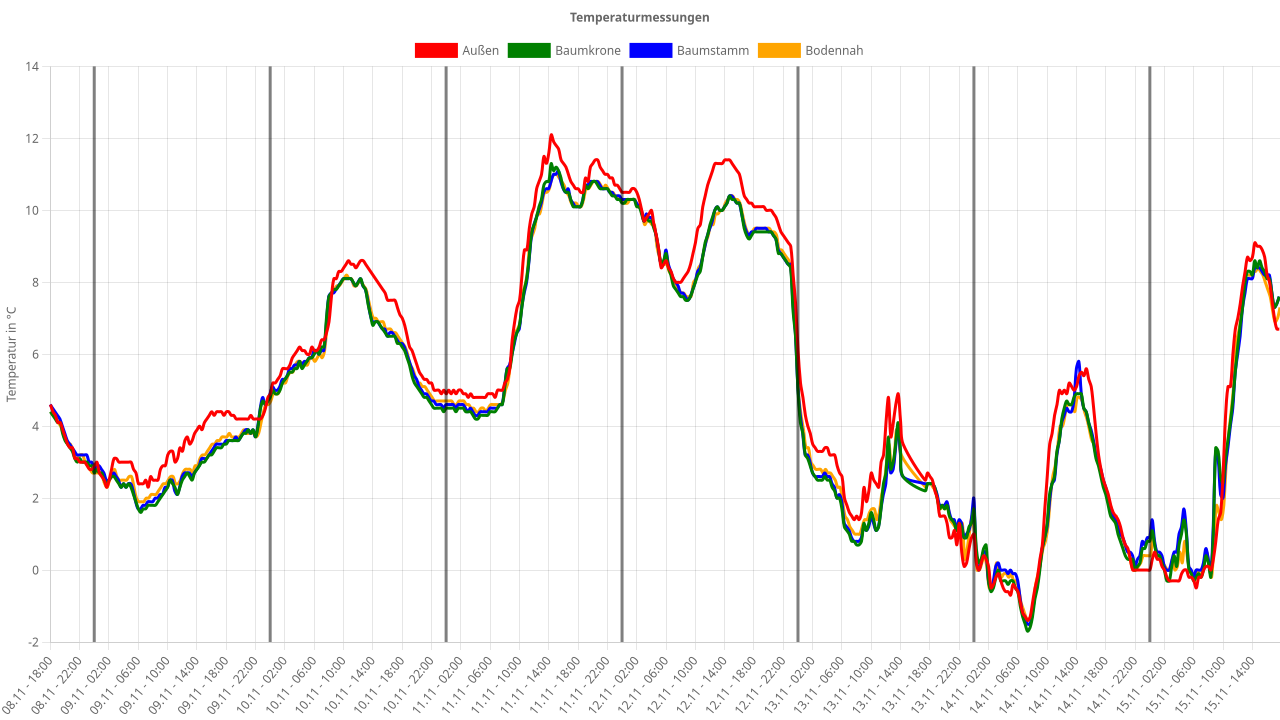 Temperaturmessungen
Außen Baumkrone Baumstamm Bodennah
Temperatur in °C
14
12
10
8
6
4
2
0
-2
08.11 - 18:00
08.11 - 22:00
09.11 - 02:00
09.11 - 06:00
09.11 - 10:00
09.11 - 14:00
09.11 - 18:00
09.11 - 22:00
10.11 - 02:00
10.11 - 06:00
10.11 - 10:00
10.11 - 14:00
10.11 - 18:00
10.11 - 22:00
11.11 - 02:00
11.11 - 06:00
11.11 - 10:00
11.11 - 14:00
11.11 - 18:00
11.11 - 22:00
12.11 - 02:00
12.11 - 06:00
12.11 - 10:00
12.11 - 14:00
12.11 - 18:00
12.11 - 22:00
13.11 - 02:00
13.11 - 06:00
13.11 - 10:00
13.11 - 14:00
13.11 - 18:00
13.11 - 22:00
14.11 - 02:00
14.11 - 06:00
14.11 - 10:00
14.11 - 14:00
14.11 - 18:00
14.11 - 22:00
15.11 - 02:00
15.11 - 06:00
15.11 - 10:00
15.11 - 14:00